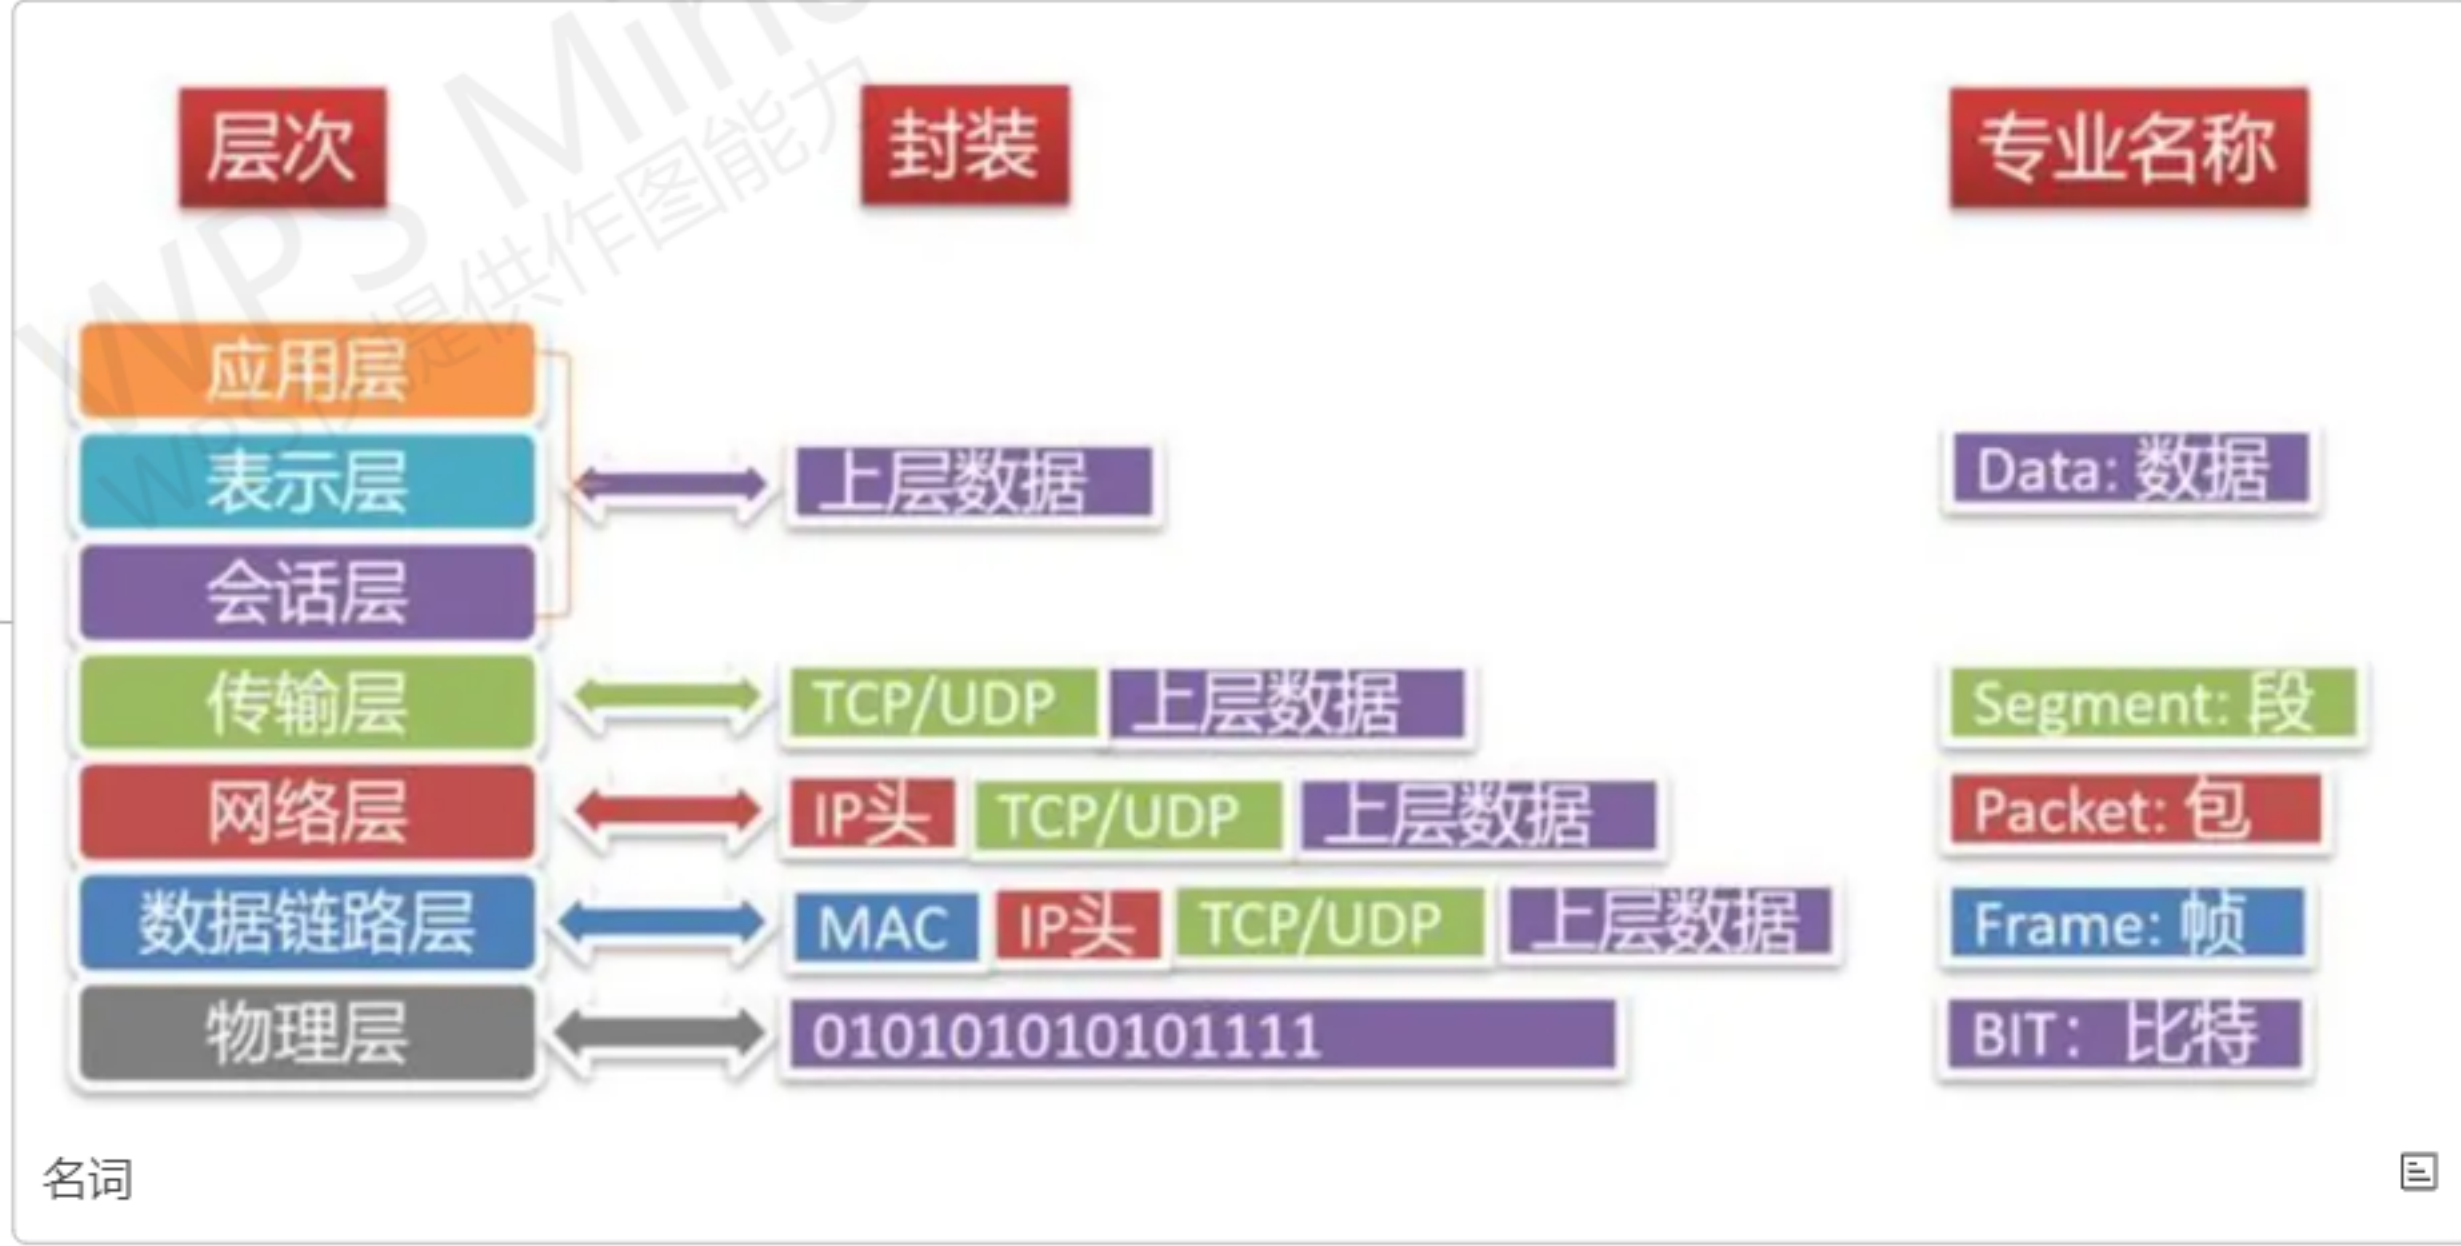 层次 封装 专业名称
应用层
表示层 上层数据 Data: 数据
会话层
传输层 TCP/UDP 上层数据 Segment: 段
网络层 IP头 TCP/UDP 上层数据 Packet: 包
数据链路层 MAC IP头 TCP/UDP 上层数据 Frame: 帧
物理层 010101010101111 BIT: 比特
名词